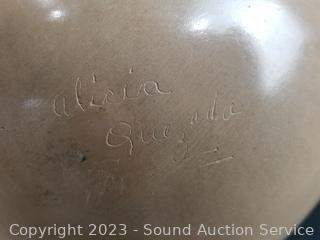 Alicia
Quezada
Copyright 2023 - Sound Auction Service